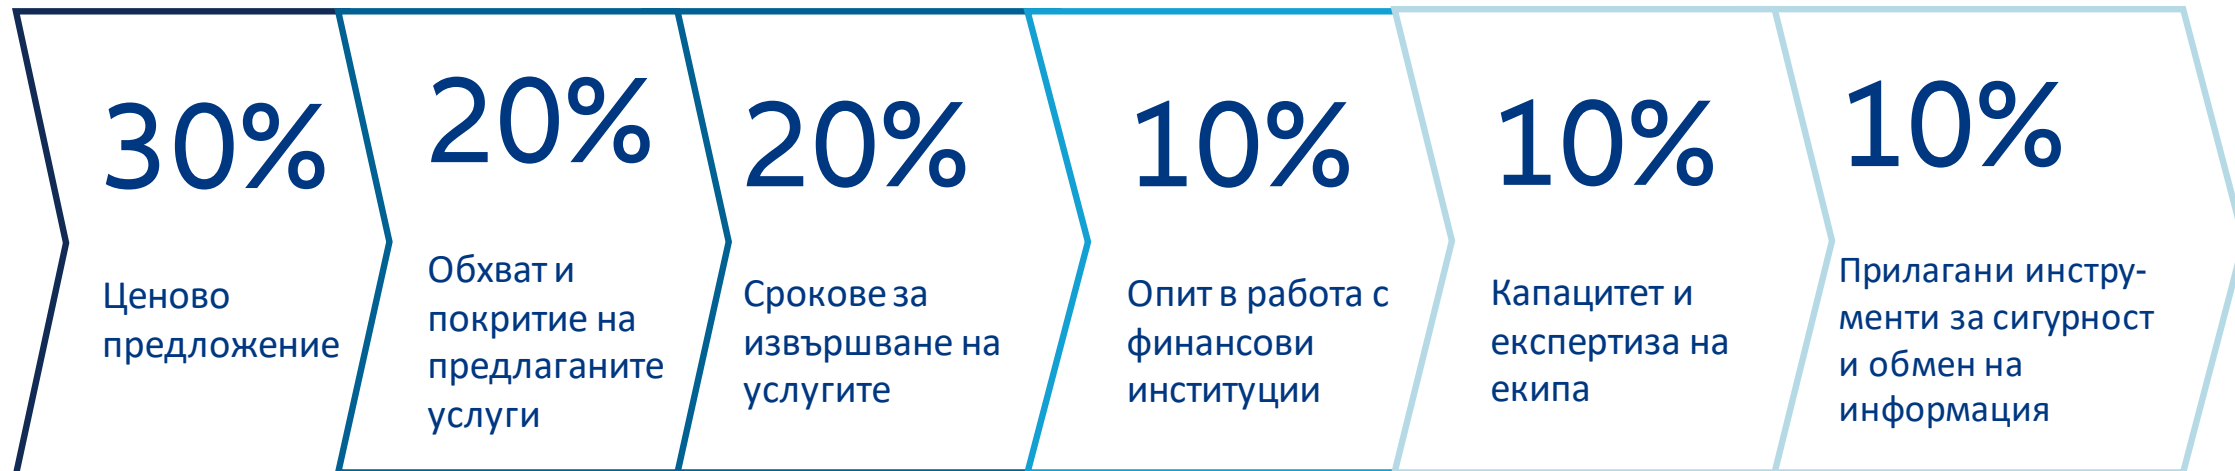 30%
Ценово
предложение
20%
Обхват и
покритие на
предлаганите
услуги
20%
Срокове за
извършване на
услугите
10%
Опит в работа с
финансови
институции
10%
Капацитет и
експертиза на
екипа
10%
Прилагани инстру-
менти за сигурност
и обмен на
информация